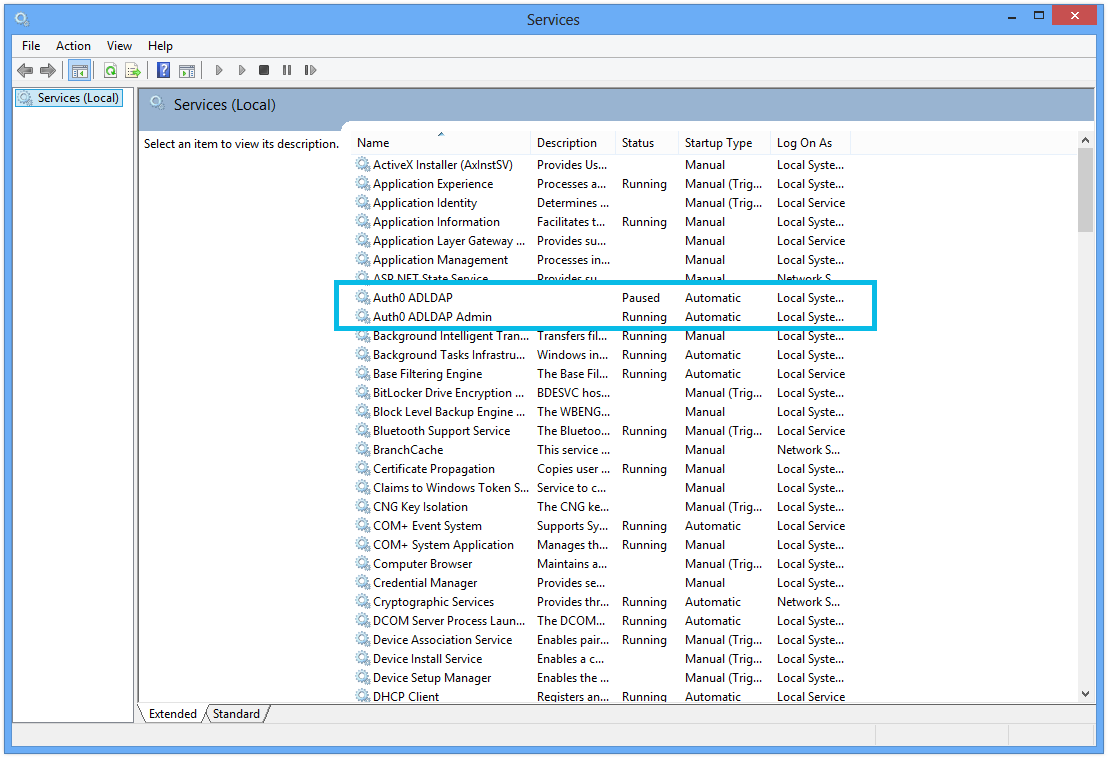 Services
File Action View Help
Services (Local)
Services (Local)
Select an item to view its description.
Name Description Status Startup Type Log On As
ActiveX Installer (AxInstSV) Provides Us... Manual Local Syste...
Application Experience Processes a... Running Manual (Trig... Local Syste...
Application Identity Determines ... Manual (Trig... Local Service
Application Information Facilitates t... Running Manual Local Syste...
Application Layer Gateway ... Provides su... Manual Local Service
Application Management Processes in... Manual Local Syste...
ASP.NET State Service Provides su... Manual Network S...
Auth0 ADLDAP Paused Automatic Local Syste...
Auth0 ADLDAP Admin Running Automatic Local Syste...
Background Intelligent Tran... Transfers fil... Running Manual Local Syste...
Background Tasks Infrastru... Windows in... Running Automatic Local Syste...
Base Filtering Engine The Base Fil... Running Automatic Local Service
BitLocker Drive Encryption ... BDESVC hos... Manual (Trig... Local Syste...
Block Level Backup Engine ... The WBENG... Manual Local Syste...
Bluetooth Support Service The Bluetoo... Running Manual (Trig... Local Service
BranchCache This service ... Manual Network S...
Certificate Propagation Copies user ... Running Manual Local Syste...
Claims to Windows Token S... Service to c... Manual Local Syste...
CNG Key Isolation The CNG ke... Manual (Trig... Local Syste...
COM+ Event System Supports Sy... Running Automatic Local Service
COM+ System Application Manages th... Running Manual Local Syste...
Computer Browser Maintains a... Manual (Trig... Local Syste...
Credential Manager Provides se... Manual Local Syste...
Cryptographic Services Provides thr... Running Automatic Network S...
DCOM Server Process Laun... The DCOM... Running Automatic Local Syste...
Device Association Service Enables pair... Running Manual (Trig... Local Syste...
Device Install Service Enables a c... Manual (Trig... Local Syste...
Device Setup Manager Enables the ... Manual (Trig... Local Syste...
DHCP Client Registers an... Running Automatic Local Service
Extended Standard